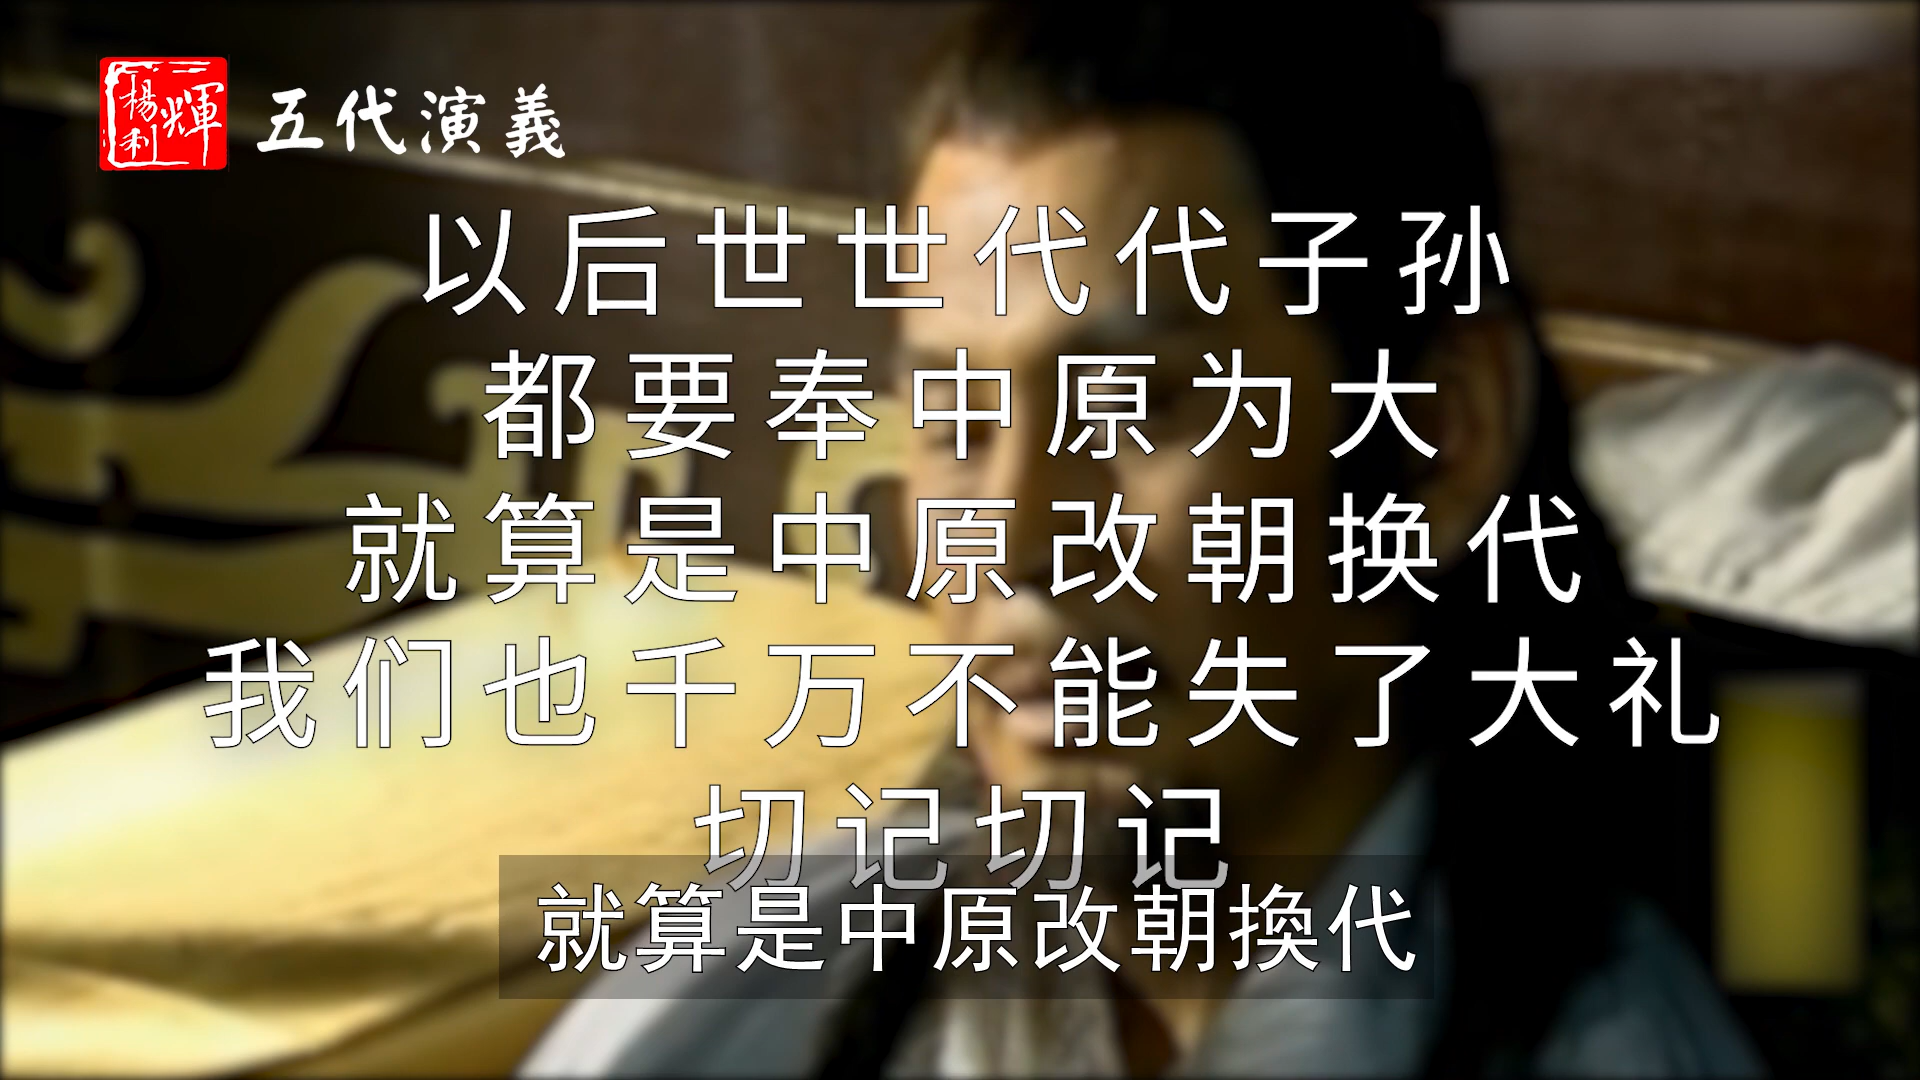 楊利輝
五代演義
以后世世代代子孙
都要奉中原为大
就算是中原改朝换代
我们也千万不能失了大礼
切记切记
就算是中原改朝換代